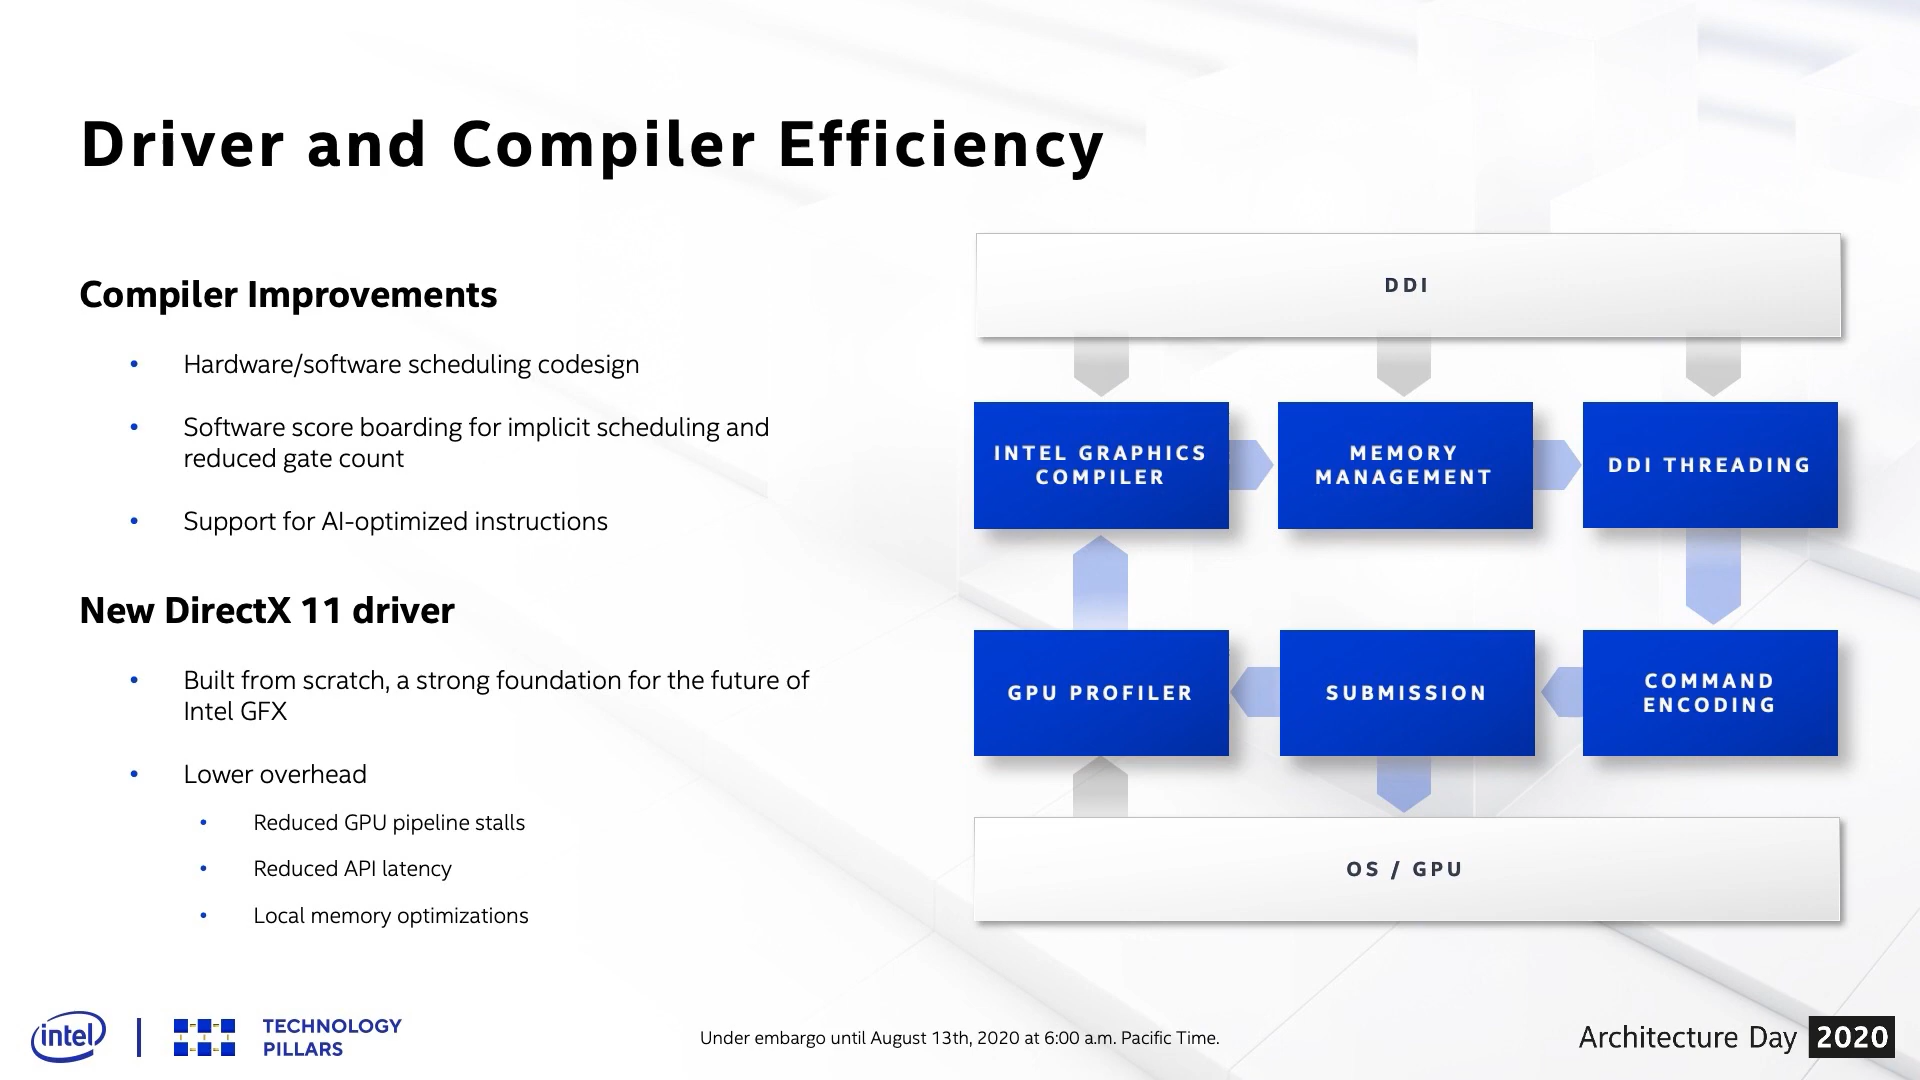 Driver and Compiler Efficiency
Compiler Improvements
• Hardware/software scheduling codesign
• Software score boarding for implicit scheduling and
reduced gate count
• Support for AI-optimized instructions
New DirectX 11 driver
• Built from scratch, a strong foundation for the future of
Intel GFX
• Lower overhead
• Reduced GPU pipeline stalls
• Reduced API latency
• Local memory optimizations
DDI
INTEL GRAPHICS
COMPILER
MEMORY
MANAGEMENT
DDI THREADING
GPU PROFILER
SUBMISSION
COMMAND
ENCODING
OS / GPU
intel
TECHNOLOGY
PILLARS
Under embargo until August 13th, 2020 at 6:00 a.m. Pacific Time.
Architecture Day 2020